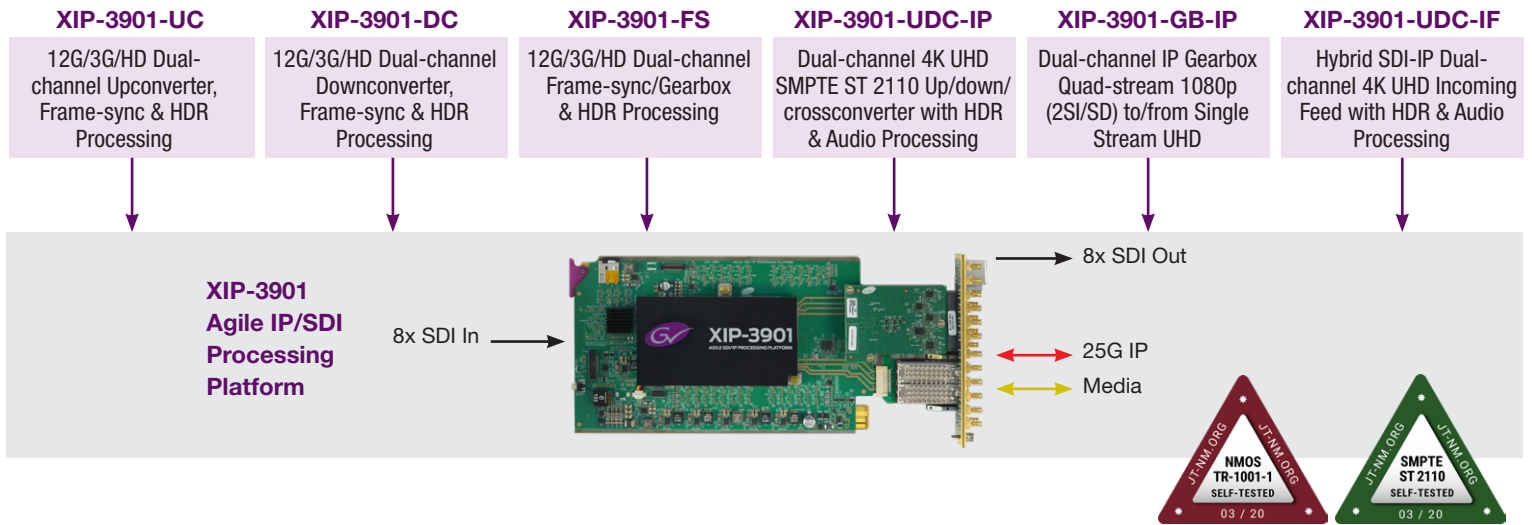 XIP-3901-UC
12G/3G/HD Dual-
channel Upconverter,
Frame-sync & HDR
Processing
XIP-3901-DC
12G/3G/HD Dual-channel
Downconverter,
Frame-sync & HDR
Processing
XIP-3901-FS
12G/3G/HD Dual-channel
Frame-sync/Gearbox
& HDR Processing
XIP-3901-UDC-IP
Dual-channel 4K UHD
SMPTE ST 2110 Up/down/
crossconverter with HDR
& Audio Processing
XIP-3901-GB-IP
Dual-channel IP Gearbox
Quad-stream 1080p
(2SI/SD) to/from Single
Stream UHD
XIP-3901-UDC-IF
Hybrid SDI-IP Dual-
channel 4K UHD Incoming
Feed with HDR & Audio
Processing
XIP-3901
Agile IP/SDI
Processing
Platform
8x SDI In
GV
XIP-3901
AGILE SDI/IP PROCESSING PLATFORM
8x SDI Out
25G IP
Media
JT-NM.ORG
JT-NM.ORG
NMOS
TR-1001-1
SELF-TESTED
03 / 20
JT-NM.ORG
JT-NM.ORG
SMPTE
ST 2110
SELF-TESTED
03 / 20